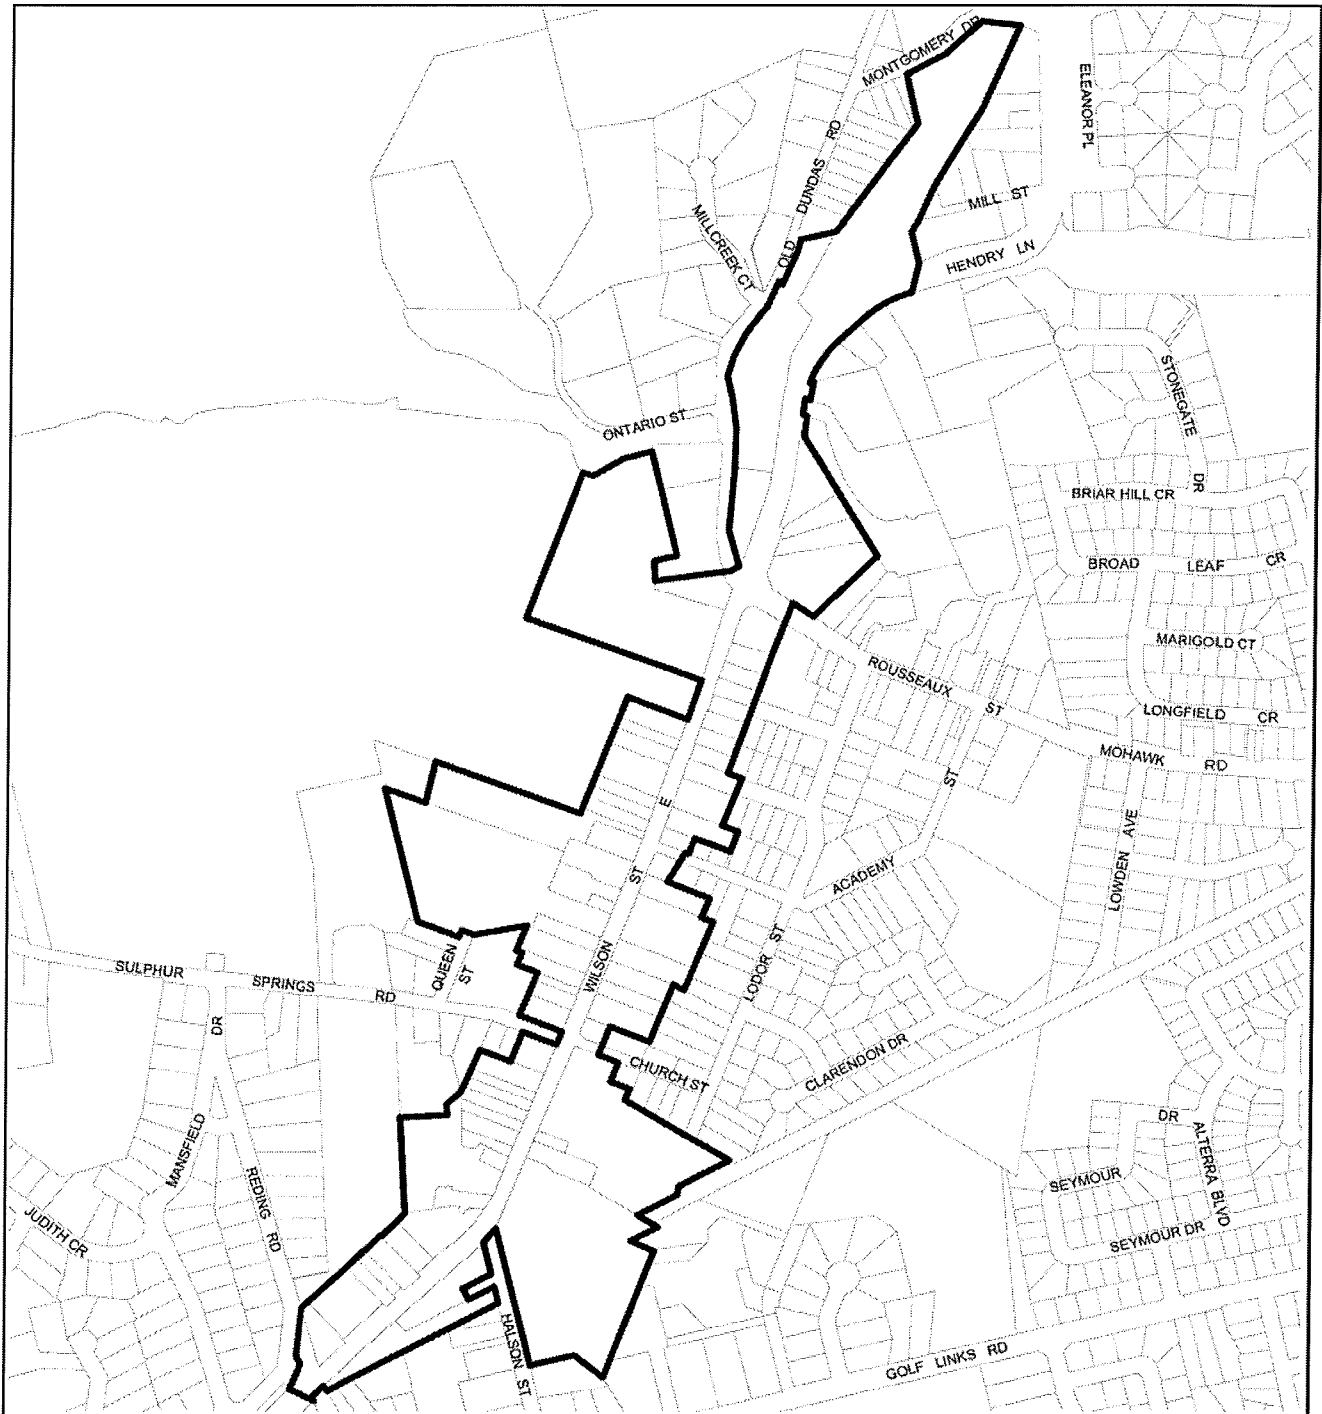 MONTGOMERY DR
ELEANOR PL
OLD DUNDAS RD
MILL ST
MILLCREEK CT
HENDRY LN
STONEGATE DR
ONTARIO ST
BRIAR HILL CR
BROAD LEAF CR
MARIGOLD CT
ROUSSEAUX ST
LONGFIELD CR
MOHAWK RD
WILSON ST E
ST
LOWDEN AVE
ACADEMY
LODOR ST
QUEEN ST
SULPHUR SPRINGS RD
CHURCH ST
CLARENDON DR
MANSFIELD DR
REDING RD
JUDITH CR
SEYMOUR DR
ALTERRA BLVD
SEYMOUR DR
HALSON ST
GOLF LINKS RD